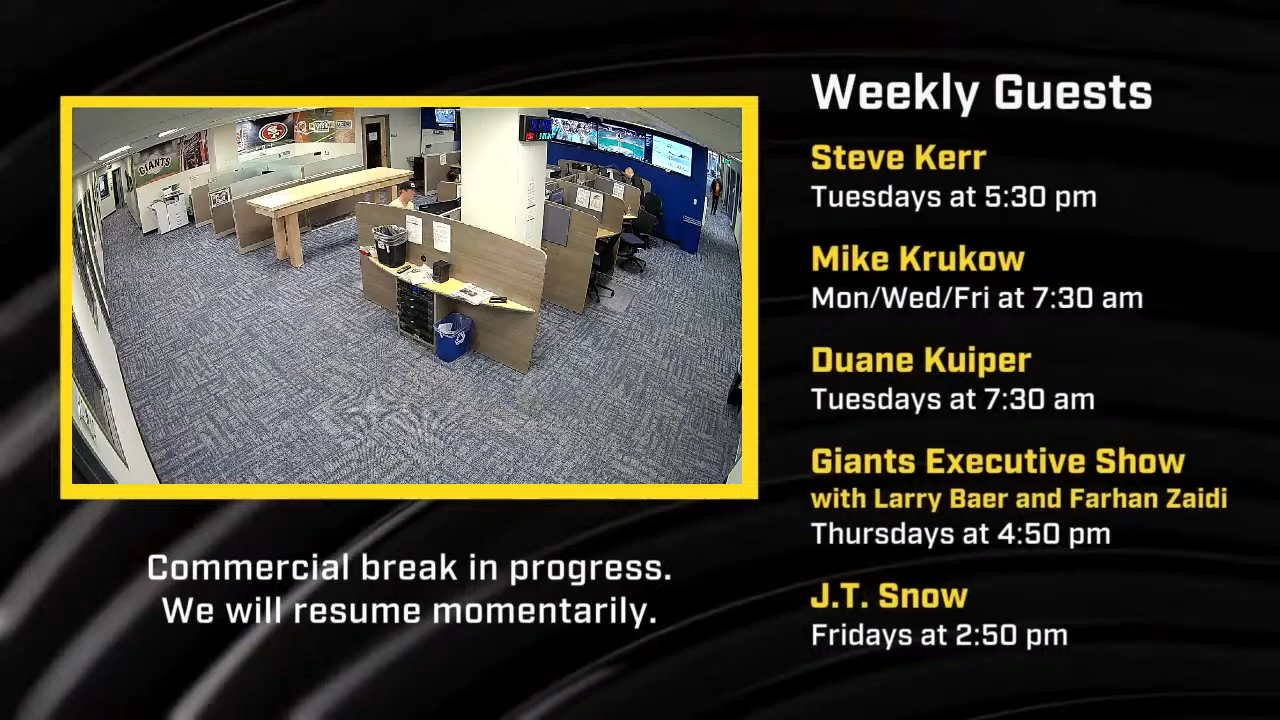 Weekly Guests
Steve Kerr
Tuesdays at 5:30 pm
Mike Krukow
Mon/Wed/Fri at 7:30 am
Duane Kuiper
Tuesdays at 7:30 am
Giants Executive Show
with Larry Baer and Farhan Zaidi
Thursdays at 4:50 pm
J.T. Snow
Fridays at 2:50 pm
GIANTS
SF
Commercial break in progress.
We will resume momentarily.